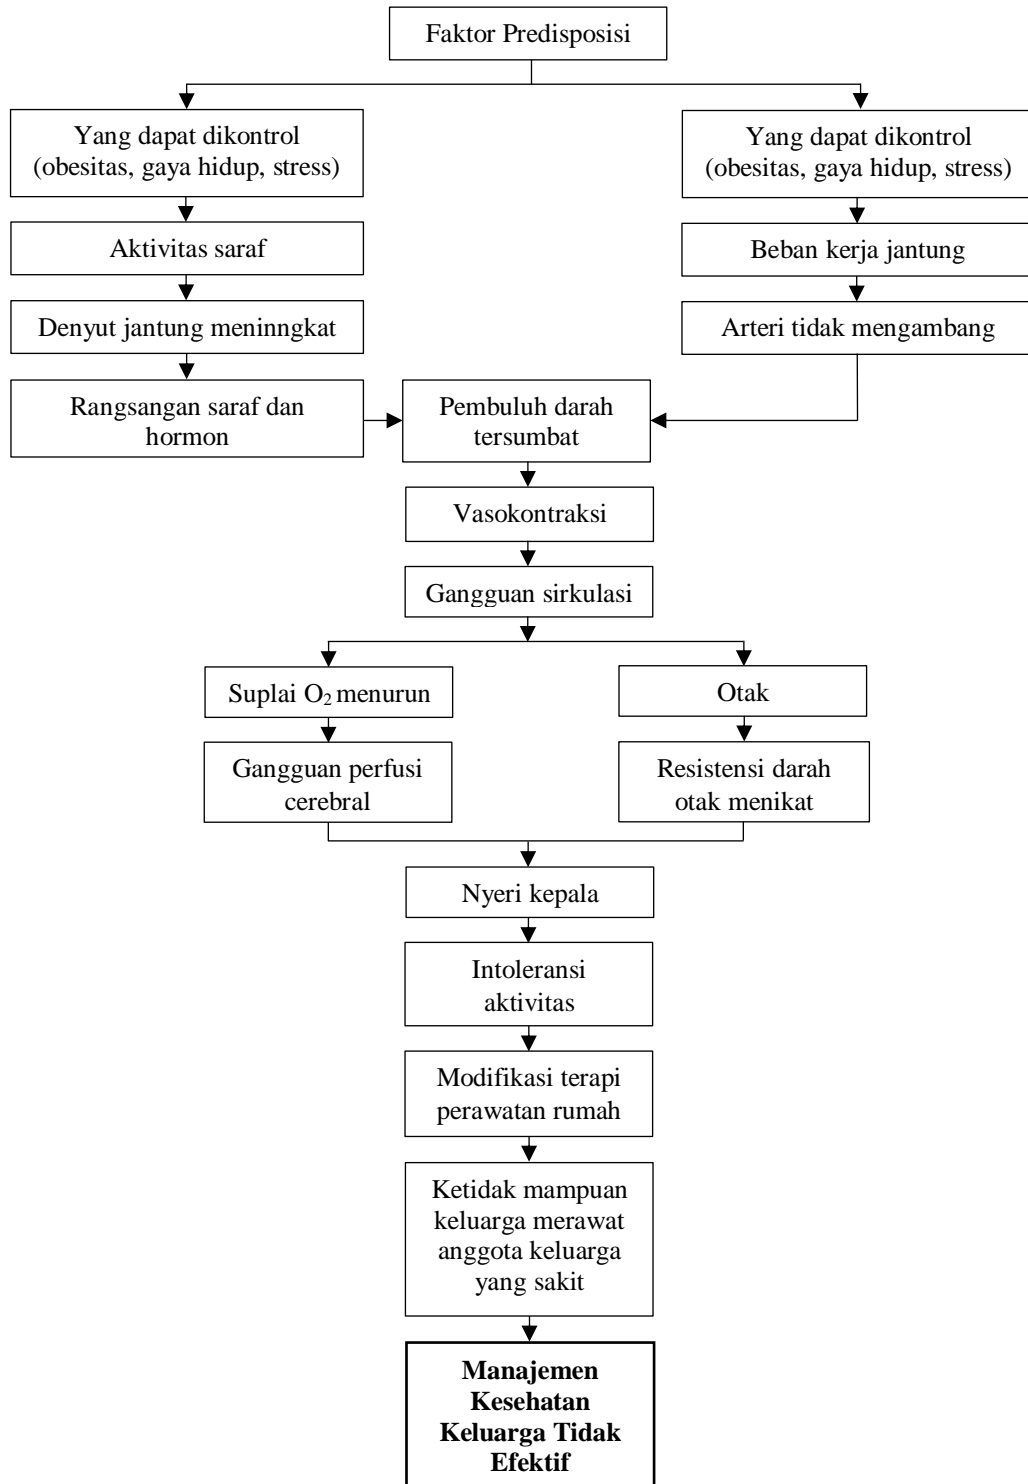 Faktor Predisposisi
Yang dapat dikontrol
(obesitas, gaya hidup, stress)
Yang dapat dikontrol
(obesitas, gaya hidup, stress)
Aktivitas saraf
Beban kerja jantung
Denyut jantung meninngkat
Arteri tidak mengambang
Rangsangan saraf dan
hormon
Pembuluh darah
tersumbat
Vasokontraksi
Gangguan sirkulasi
Suplai O₂ menurun
Otak
Gangguan perfusi
cerebral
Resistensi darah
otak menikat
Nyeri kepala
Intoleransi
aktivitas
Modifikasi terapi
perawatan rumah
Ketidak mampuan
keluarga merawat
anggota keluarga
yang sakit
Manajemen
Kesehatan
Keluarga Tidak
Efektif